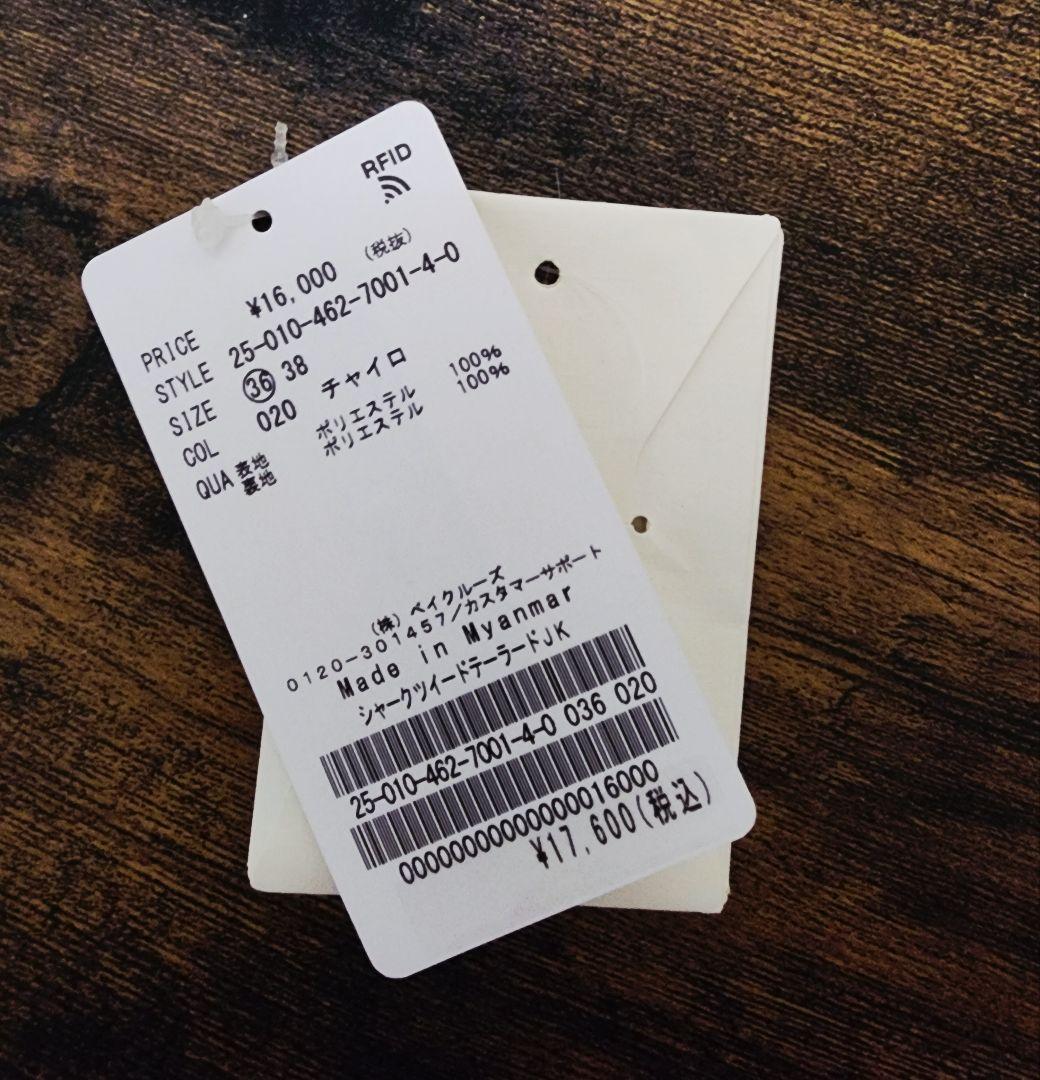 RFID
PRICE ¥16,000 (税抜)
STYLE 25-010-462-7001-4-0
SIZE 36 38
COL 020 チャイロ
QUA 表地 ポリエステル 100%
裏地 ポリエステル 100%
(株) ベイクルーズ
0120-301457/カスタマーサポート
Made in Myanmar
シャークツイードテーラードJK
25-010-462-7001-4-0 036 020
0000000000000016000
¥17,600(税込)